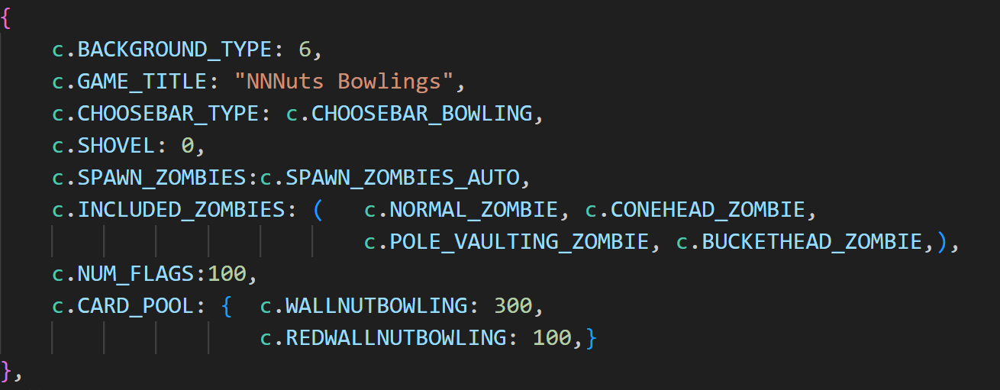 {
    c.BACKGROUND_TYPE: 6,
    c.GAME_TITLE: "NNNuts Bowlings",
    c.CHOOSEBAR_TYPE: c.CHOOSEBAR_BOWLING,
    c.SHOVEL: 0,
    c.SPAWN_ZOMBIES:c.SPAWN_ZOMBIES_AUTO,
    c.INCLUDED_ZOMBIES: (   c.NORMAL_ZOMBIE, c.CONEHEAD_ZOMBIE,
                            c.POLE_VAULTING_ZOMBIE, c.BUCKETHEAD_ZOMBIE,),
    c.NUM_FLAGS:100,
    c.CARD_POOL: {  c.WALLNUTBOWLING: 300,
                    c.REDWALLNUTBOWLING: 100,}
},